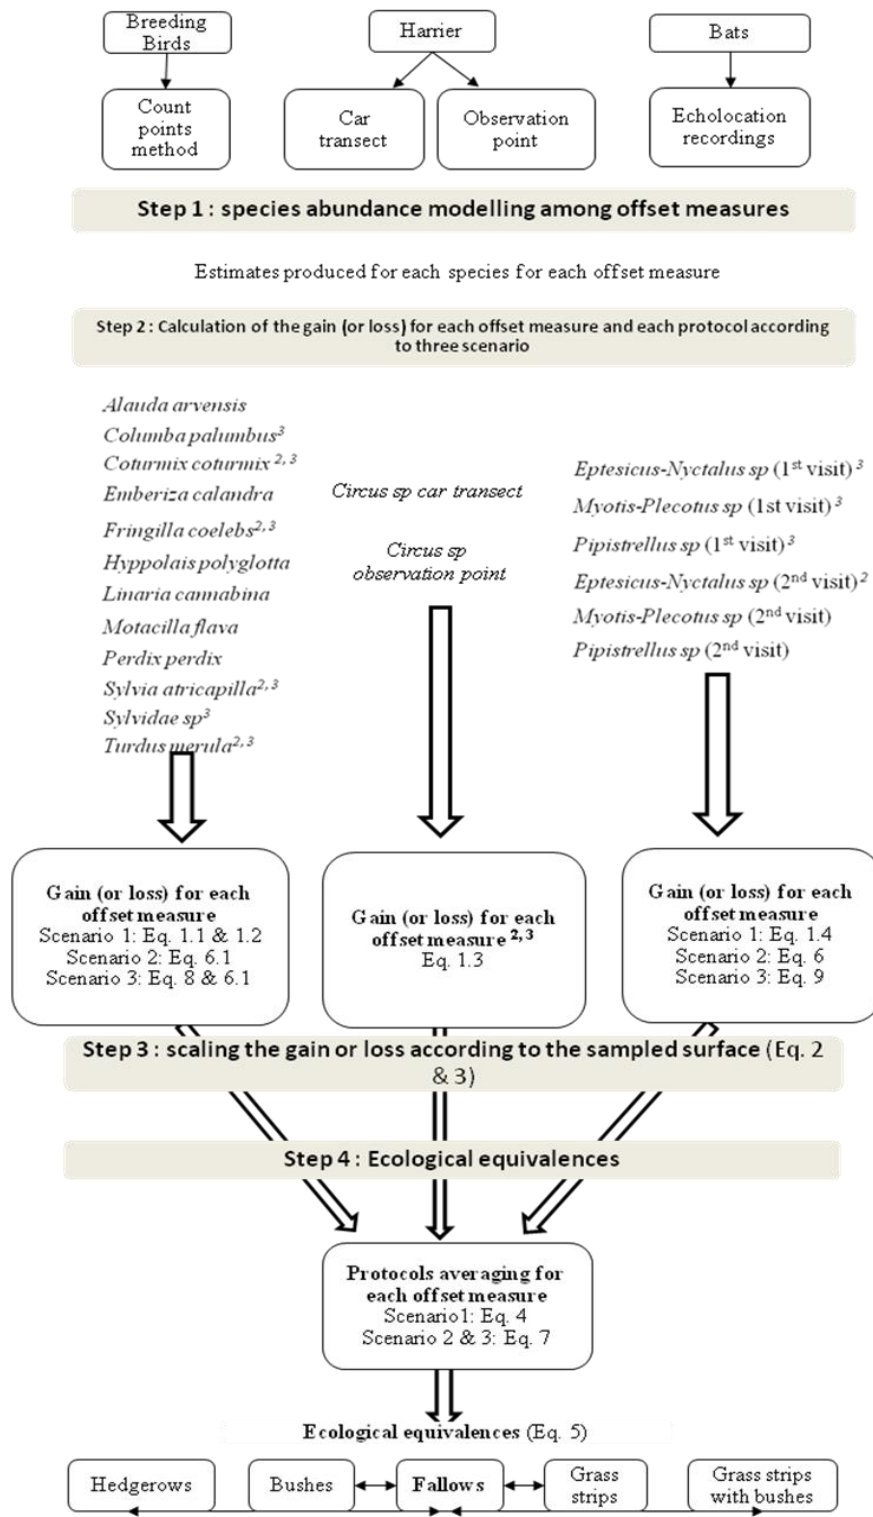 Breeding
Birds
Harrier
Bats
Count
points
method
Car
transect
Observation
point
Echolocation
recordings
Step 1 : species abundance modelling among offset measures
Estimates produced for each species for each offset measure
Step 2 : Calculation of the gain (or loss) for each offset measure and each protocol according
to three scenario
Alauda arvensis
Columba palumbus³
Coturmix coturmix ²,³
Emberiza calandra
Fringilla coelebs²,³
Hyppolais polyglotta
Linaria cannabina
Motacilla flava
Perdix perdix
Sylvia atricapilla²,³
Sylvidae sp³
Turdus merula²,³
Circus sp car transect
Circus sp
observation point
Eptesicus-Nyctalus sp (1st visit) ³
Myotis-Plecotus sp (1st visit) ³
Pipistrellus sp (1st visit) ³
Eptesicus-Nyctalus sp (2nd visit) ²
Myotis-Plecotus sp (2nd visit)
Pipistrellus sp (2nd visit)
Gain (or loss) for each
offset measure
Scenario 1: Eq. 1.1 & 1.2
Scenario 2: Eq. 6.1
Scenario 3: Eq. 8 & 6.1
Gain (or loss) for each
offset measure ²,³
Eq. 1.3
Gain (or loss) for each
offset measure
Scenario 1: Eq. 1.4
Scenario 2: Eq. 6
Scenario 3: Eq. 9
Step 3 : scaling the gain or loss according to the sampled surface (Eq. 2
& 3)
Step 4 : Ecological equivalences
Protocols averaging for
each offset measure
Scenario1: Eq. 4
Scenario 2 & 3: Eq. 7
Ecological equivalences (Eq. 5)
Hedgerows
Bushes
Fallows
Grass
strips
Grass strips
with bushes